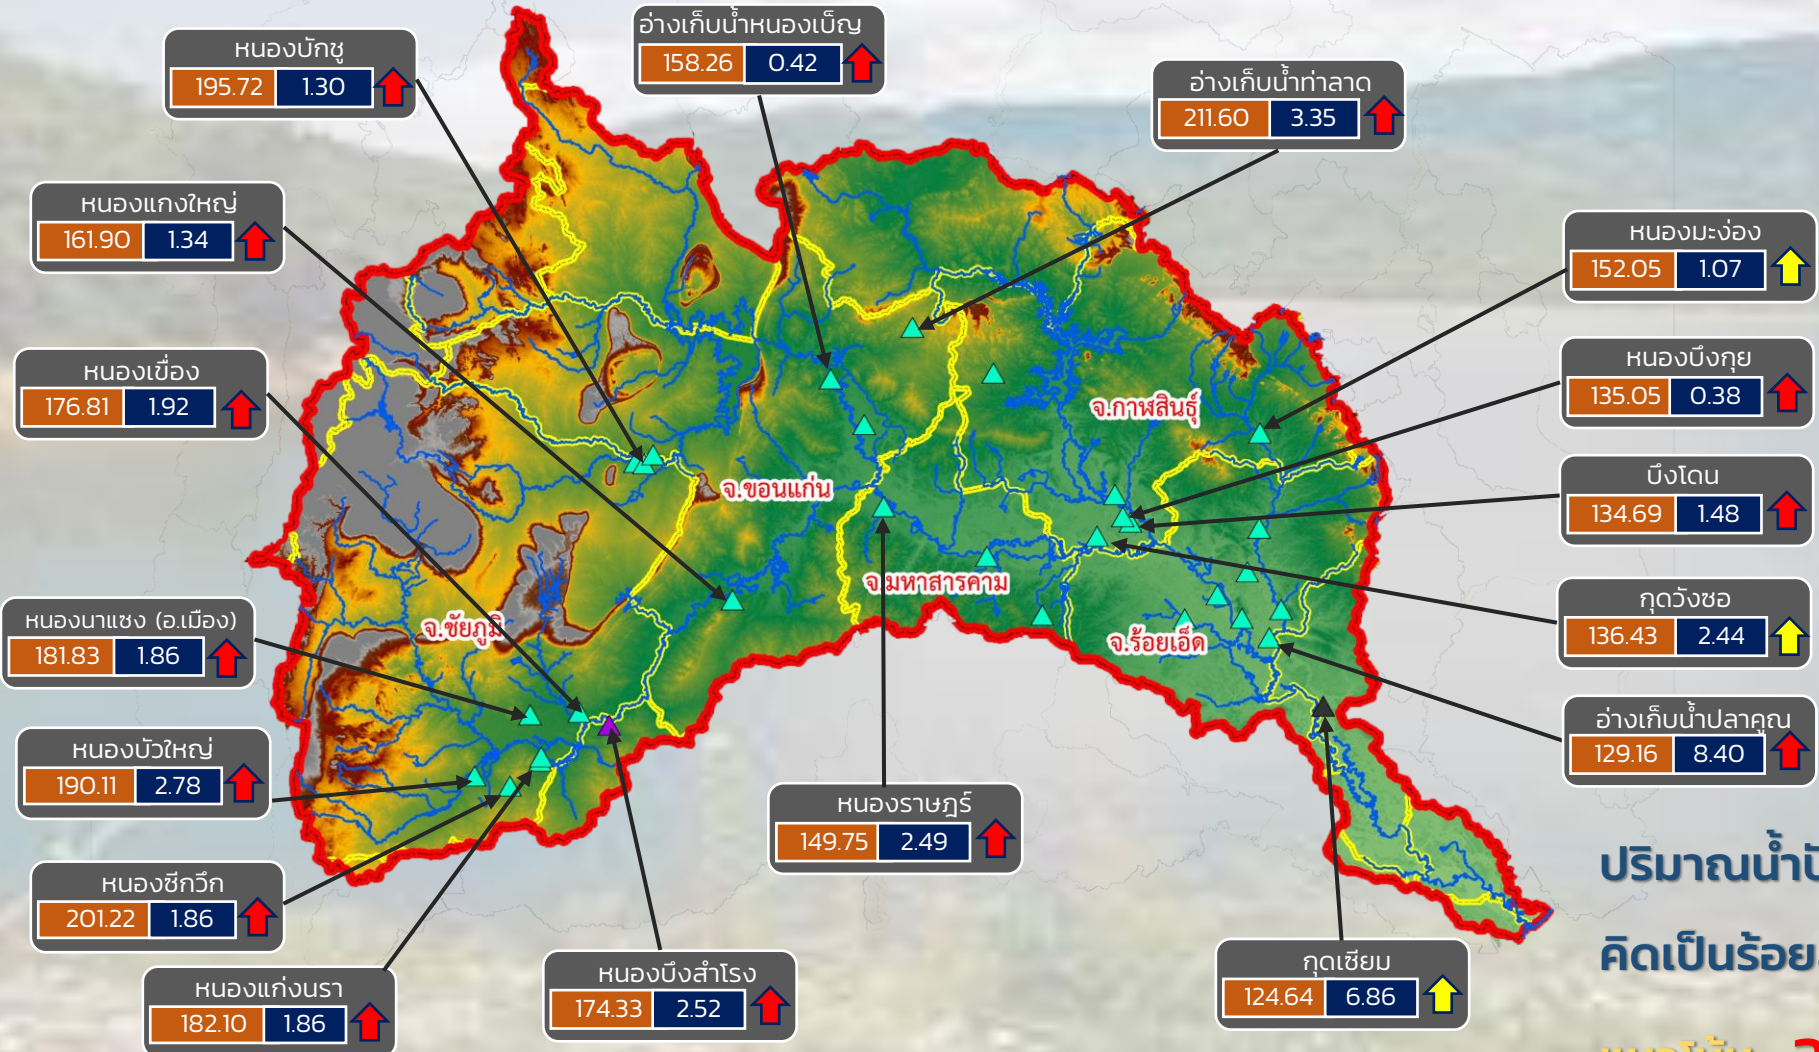 หนองบักชู
195.72 1.30
อ่างเก็บน้ำหนองเบ็ญ
158.26 0.42
อ่างเก็บน้ำท่าลาด
211.60 3.35
หนองแกงใหญ่
161.90 1.34
หนองมะง่อง
152.05 1.07
หนองเขื่อง
176.81 1.92
หนองบึงกุย
135.05 0.38
จ.กาฬสินธุ์
บึงโดน
134.69 1.48
จ.ขอนแก่น
จ.มหาสารคาม
กุดวังซอ
136.43 2.44
หนองนาแซง (อ.เมือง)
181.83 1.86
จ.ชัยภูมิ
จ.ร้อยเอ็ด
อ่างเก็บน้ำปลาคูณ
129.16 8.40
หนองบัวใหญ่
190.11 2.78
หนองราษฎร์
149.75 2.49
หนองชีกวึก
201.22 1.86
ปริมาณน้ำ
คิดเป็นร้อย
กุดเซียม
124.64 6.86
หนองบึงสำโรง
174.33 2.52
หนองแก่งนรา
182.10 1.86